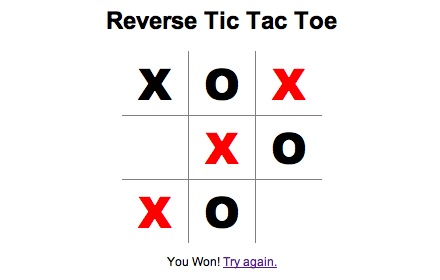 Reverse Tic Tac Toe
X O X
X O
X O
You Won! Try again.